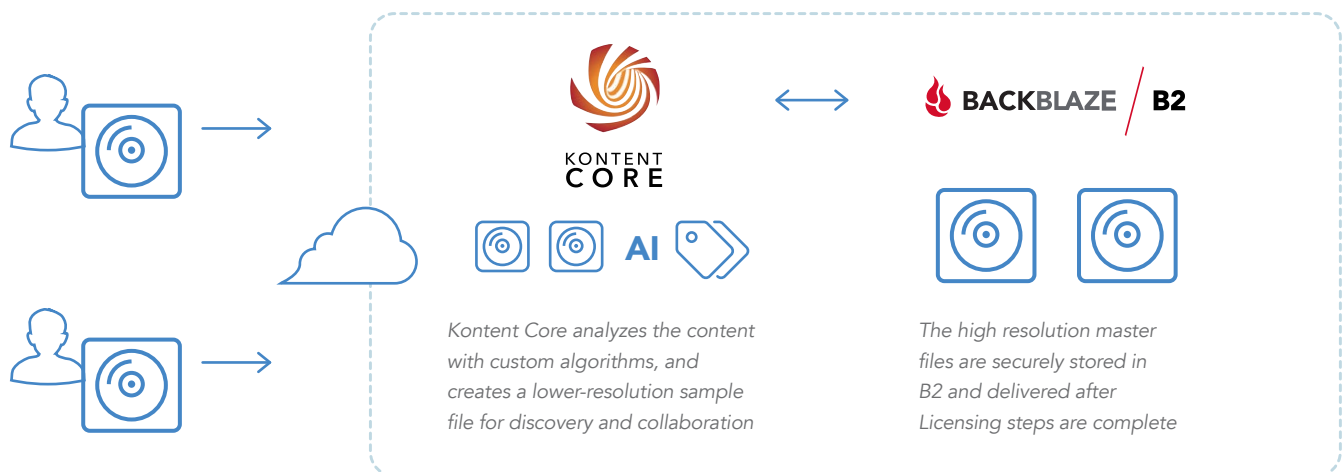 KONTENT
CORE
BACKBLAZE / B2
AI
Kontent Core analyzes the content
with custom algorithms, and
creates a lower-resolution sample
file for discovery and collaboration
The high resolution master
files are securely stored in
B2 and delivered after
Licensing steps are complete